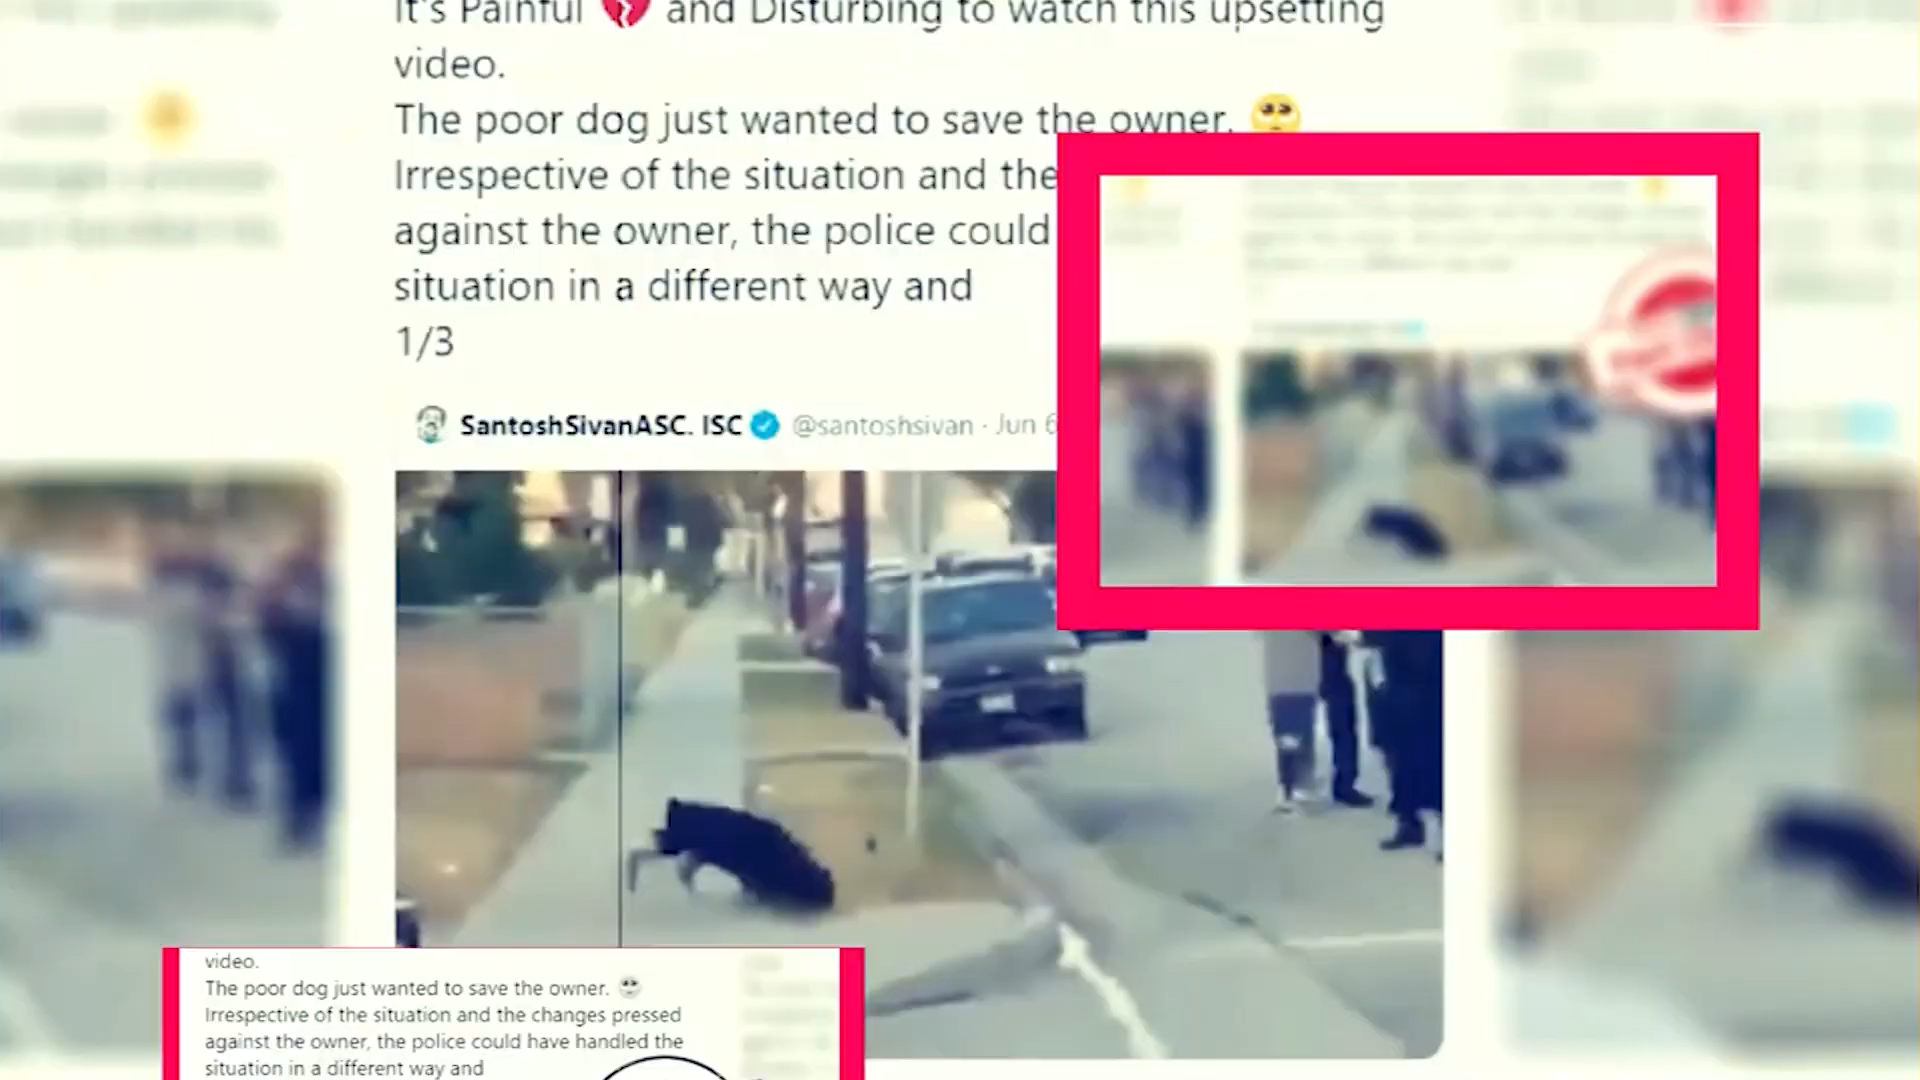 It's Painful 💔 and Disturbing to watch this upsetting
video.
The poor dog just wanted to save the owner. 🥺
Irrespective of the situation and the
against the owner, the police could
situation in a different way and
1/3
SantoshSivanASC. ISC @santoshsivan · Jun 6
video.
The poor dog just wanted to save the owner. 🥺
Irrespective of the situation and the changes pressed
against the owner, the police could have handled the
situation in a different way and